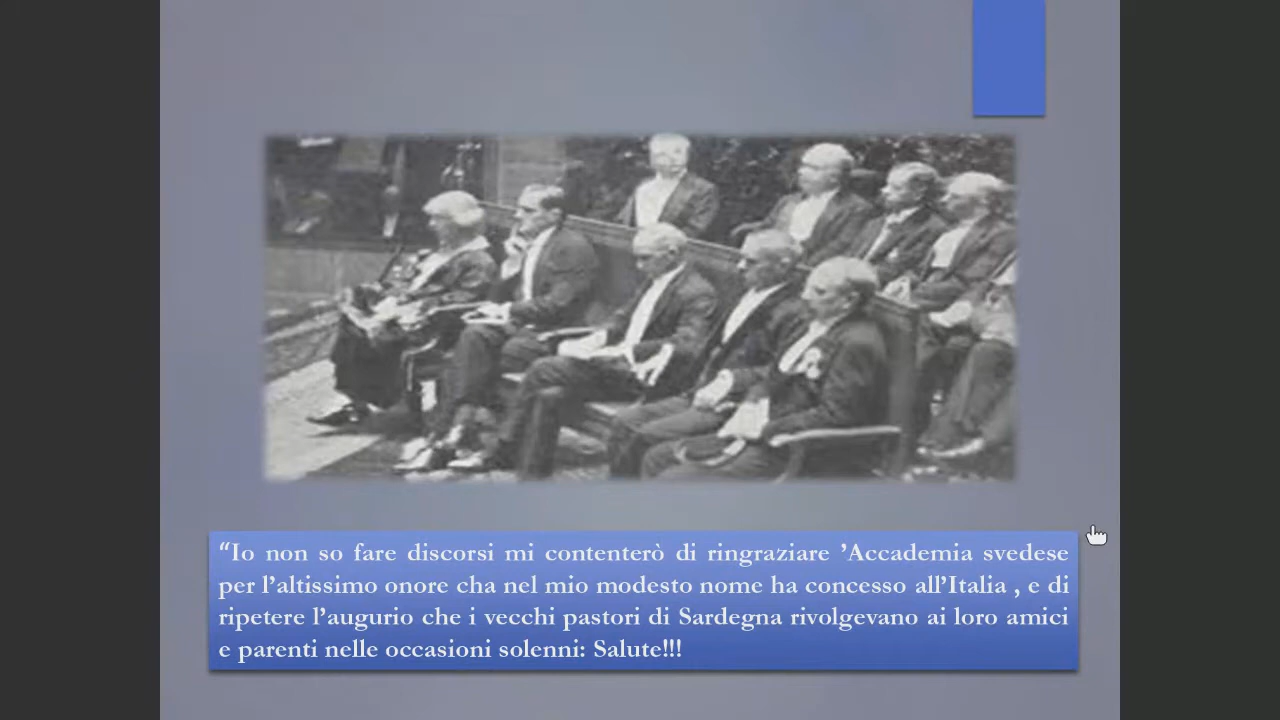 “Io non so fare discorsi mi contenterò di ringraziare ’Accademia svedese
per l’altissimo onore cha nel mio modesto nome ha concesso all’Italia , e di
ripetere l’augurio che i vecchi pastori di Sardegna rivolgevano ai loro amici
e parenti nelle occasioni solenni: Salute!!!